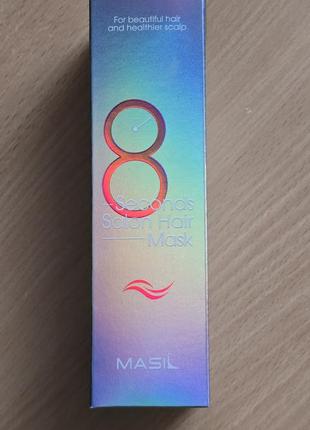 For beautiful hair
and healthier scalp
8
Seconds
Salon Hair
Mask
MASIL